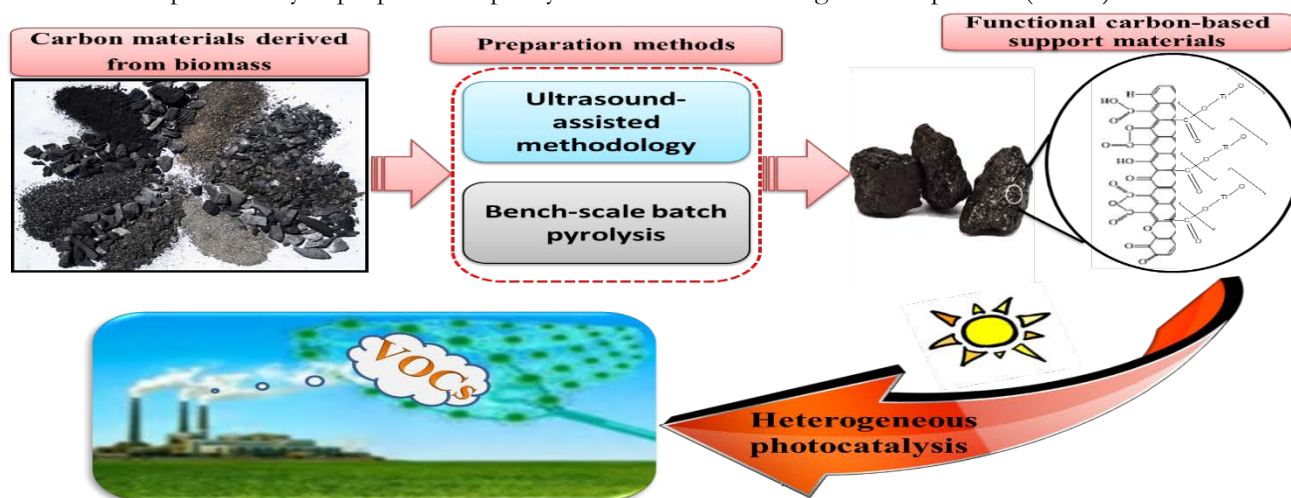 Carbon materials derived
from biomass
Preparation methods
Functional carbon-based
support materials
Ultrasound-
assisted
methodology
Bench-scale batch
pyrolysis
VOCs
Heterogeneous
photocatalysis